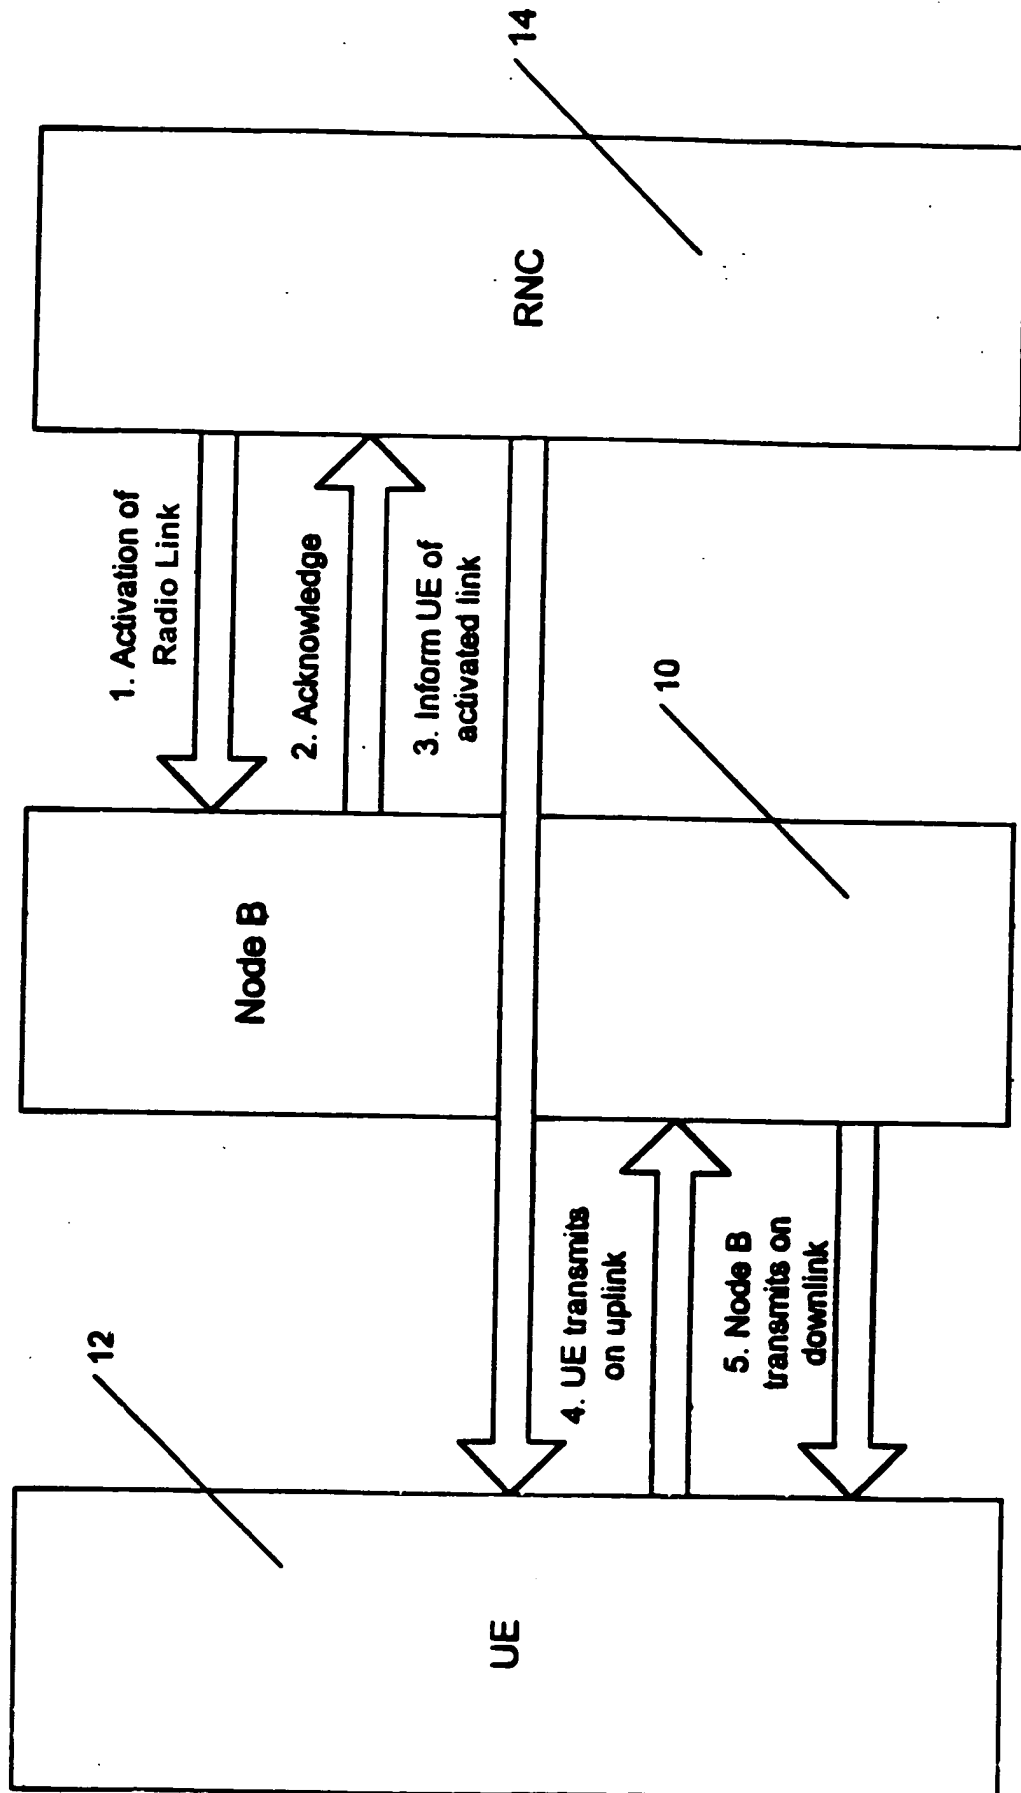 12
UE
Node B
10
RNC
14
1. Activation of
Radio Link
2. Acknowledge
3. Inform UE of
activated link
4. UE transmits
on uplink
5. Node B
transmits on
downlink